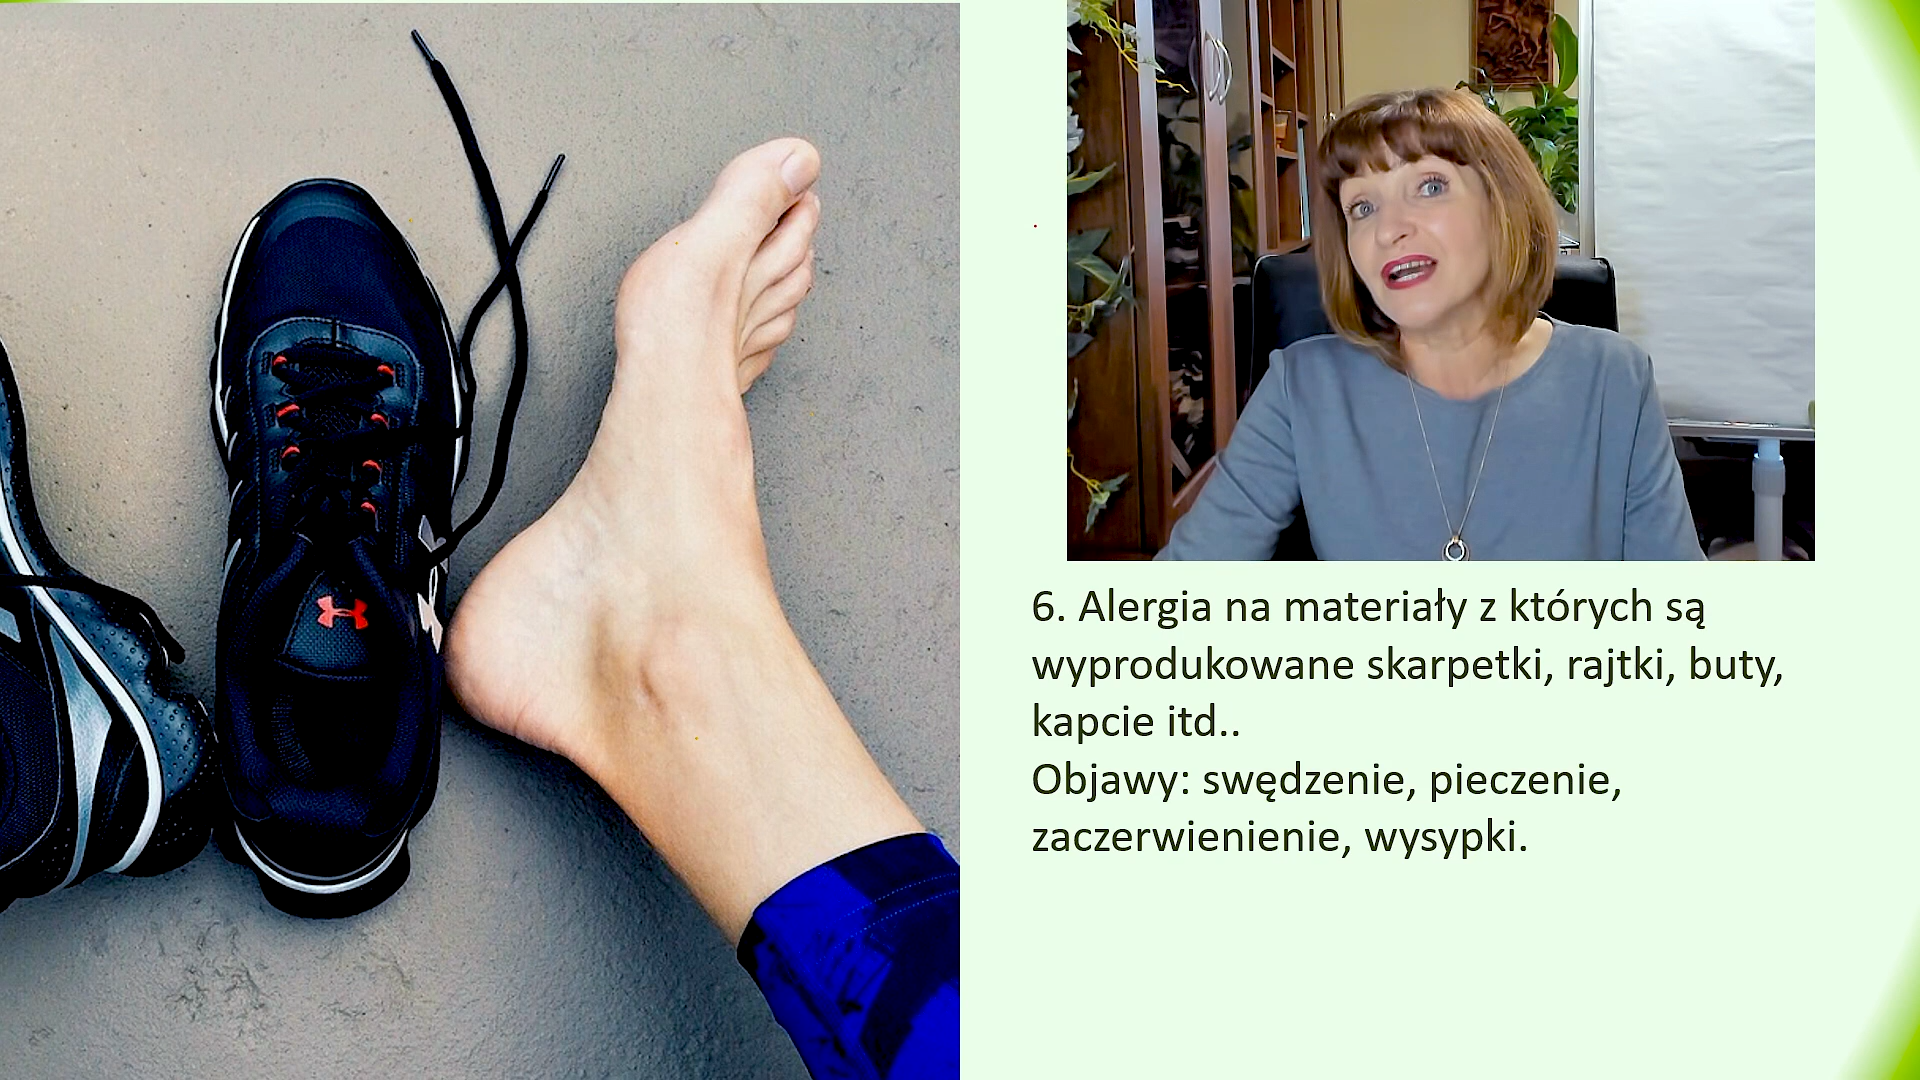 6. Alergia na materiały z których są
wyprodukowane skarpetki, rajtki, buty,
kapcie itd..
Objawy: swędzenie, pieczenie,
zaczerwienienie, wysypki.